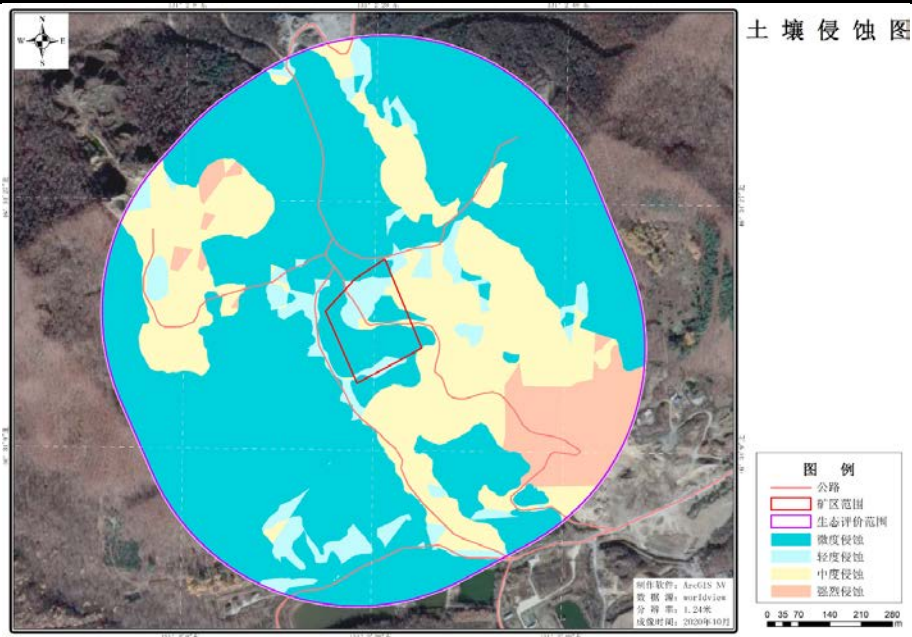 土壤侵蚀图
N
W E
S
图 例
公路
矿区范围
生态评价范围
微度侵蚀
轻度侵蚀
中度侵蚀
强烈侵蚀
制作软件: ArcGIS
数 据 源: worldview
分 辨 率: 1.24米
成像时间: 2020年10月
0 35 70 140 210 280
m